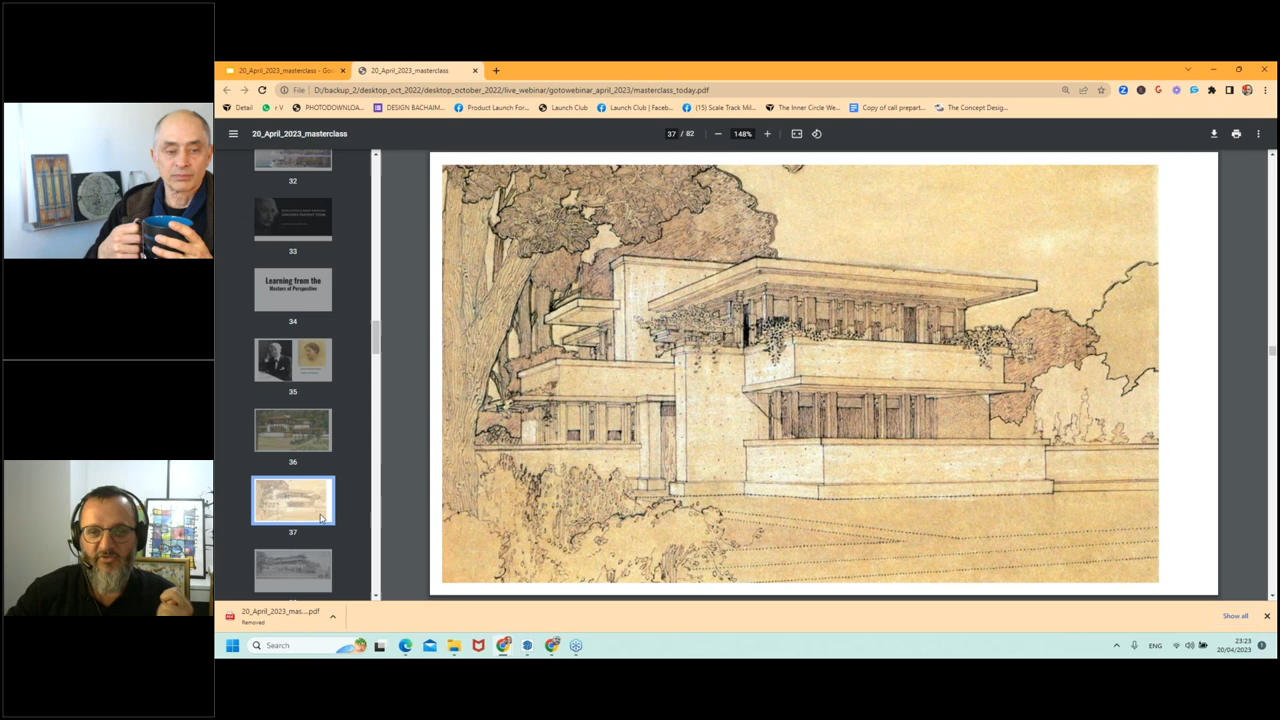 20_April_2023_masterclass - Goo
20_April_2023_masterclass
File
D:/backup_2/desktop_oct_2022/desktop_october_2022/live_webinar/gotowebinar_april_2023/masterclass_today.pdf
Detail
r V
PHOTODOWNLOA...
DESIGN BACHAIM...
Product Launch For...
Launch Club
Launch Club | Faceb...
(15) Scale Track Mil...
The Inner Circle We...
Copy of call prepart...
The Concept Desig...
20_April_2023_masterclass
37 / 82
148%
32
33
Learning from the
Masters of Perspective
34
35
36
37
20_April_2023_mas....pdf
Removed
Show all
Search
ENG
23:23
20/04/2023